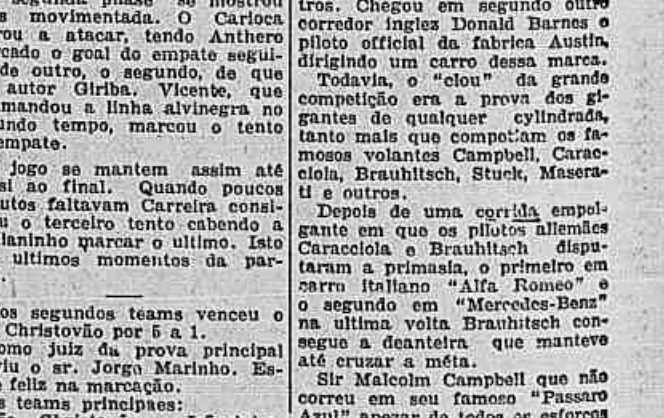 segunda phase se mostrou
movimentada. O Carioca
a atacar, tendo Anthero
o goal do empate segui-
de outro, o segundo, de que
autor Giriba. Vicente, que
mandou a linha alvinegra no
tempo, marcou o tento
empate.
jogo se mantem assim até
ao final. Quando poucos
faltavam Carreira consi-
o terceiro tento cabendo a
marcar o ultimo. Isto
ultimos momentos da par-
os segundos teams venceu o
Christovão por 5 a 1.
como juiz da prova principal
o sr. Jorge Marinho. Es-
feliz na marcação.
teams principaes:
tros. Chegou em segundo outro
corredor inglez Donald Barnes o
piloto official da fabrica Austin,
dirigindo um carro dessa marca.
Todavia, o "clou" da grande
competição era a prova dos gi-
gantes de qualquer cylindrada,
tanto mais que competiam os fa-
mosos volantes Campbell, Carac-
ciola, Brauhitsch, Stuck, Masera-
ti e outros.
Depois de uma corrida empol-
gante em que os pilotos allemães
Caracciola e Brauhitsch dispu-
taram a primasia, o primeiro em
carro italiano "Alfa Romeo" e
o segundo em "Mercedes-Benz"
na ultima volta Brauhitsch con-
segue a deanteira que manteve
até cruzar a méta.
Sir Malcolm Campbell que não
correu em seu famoso "Passaro
Azul" apezar de todos os esforços